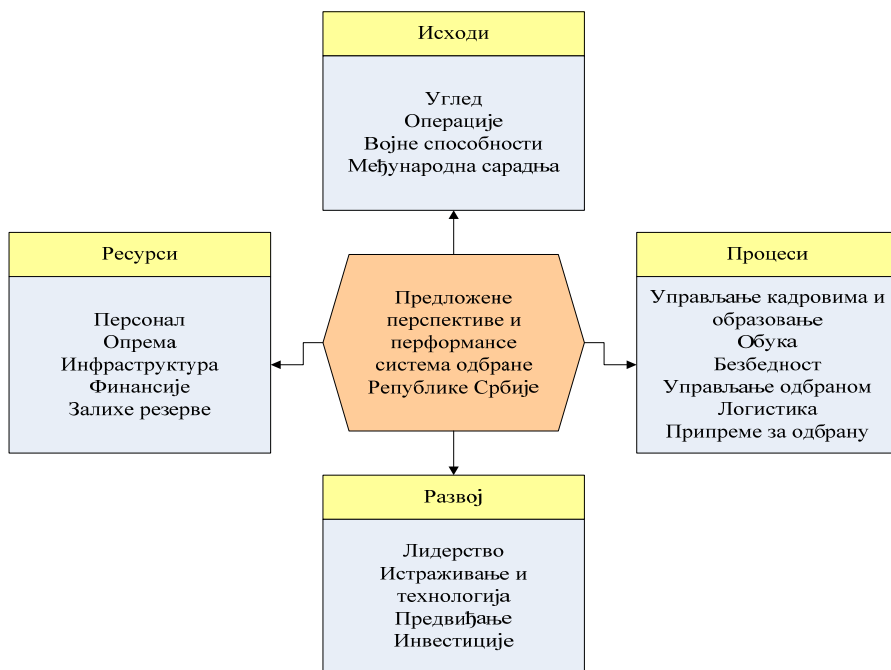 Исходи
Углед
Операције
Војне способности
Међународна сарадња
Ресурси
Персонал
Опрема
Инфраструктура
Финансије
Залихе резерве
Предложене
перспективе и
перформансе
система одбране
Републике Србије
Процеси
Управљање кадровима и
образовање
Обука
Безбедност
Управљање одбраном
Логистика
Припреме за одбрану
Развој
Лидерство
Истраживање и
технологија
Предвиђање
Инвестиције